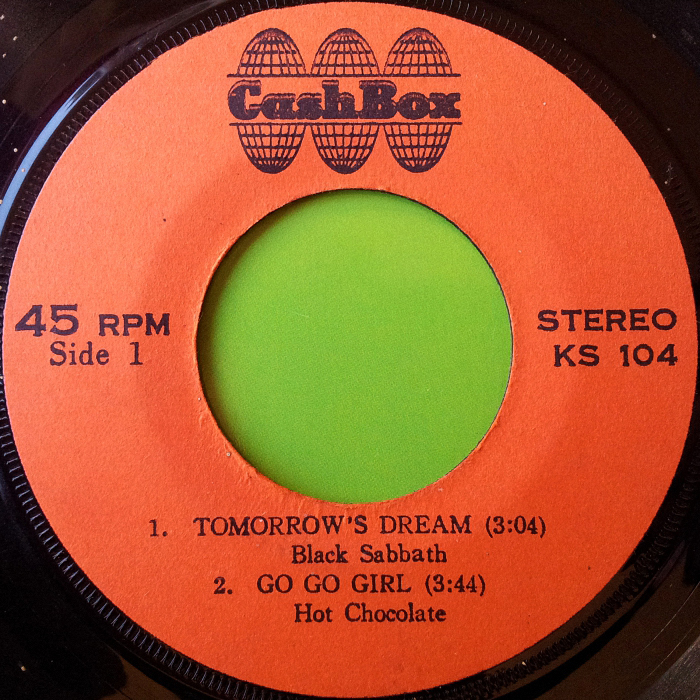 CashBox
45 RPM
Side 1
STEREO
KS 104
1. TOMORROW'S DREAM (3:04)
Black Sabbath
2. GO GO GIRL (3:44)
Hot Chocolate